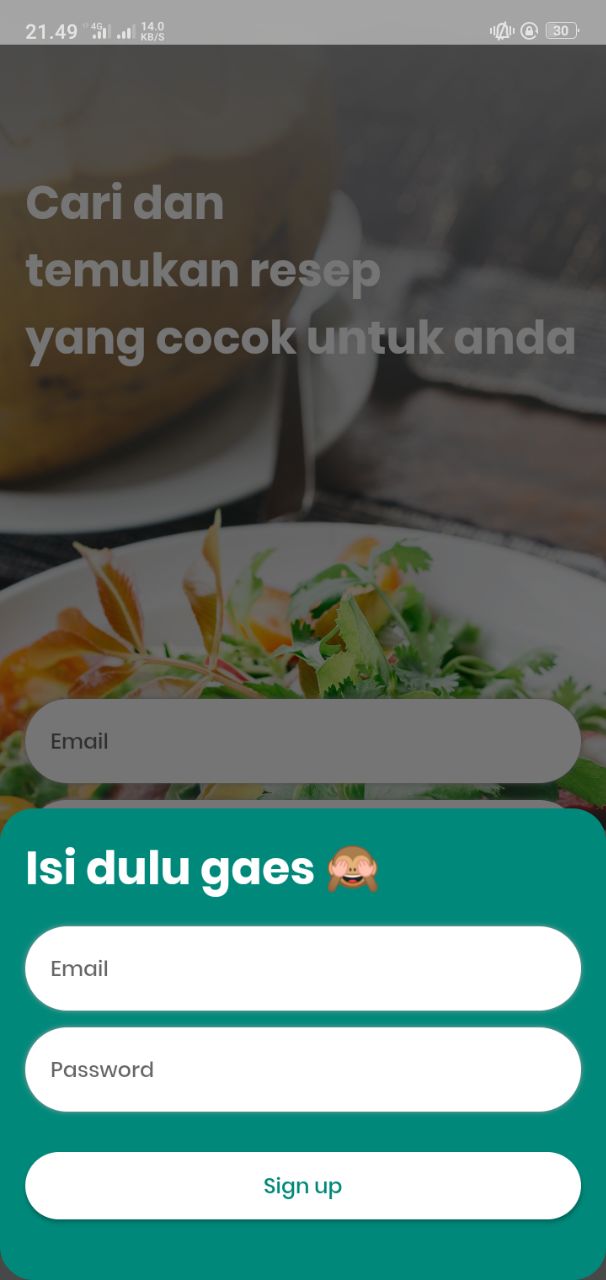 21.49 4G 14.0 KB/S 30
Cari dan
temukan resep
yang cocok untuk anda
Email
Isi dulu gaes 🙈
Email
Password
Sign up